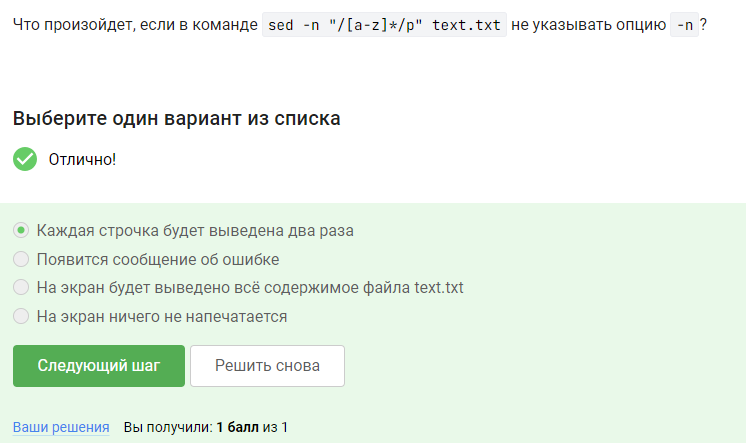 Что произойдет, если в команде sed -n "/[a-z]*/p" text.txt не указывать опцию -n?
Выберите один вариант из списка
Отлично!
Каждая строчка будет выведена два раза
Появится сообщение об ошибке
На экран будет выведено всё содержимое файла text.txt
На экран ничего не напечатается
Следующий шаг Решить снова
Ваши решения Вы получили: 1 балл из 1